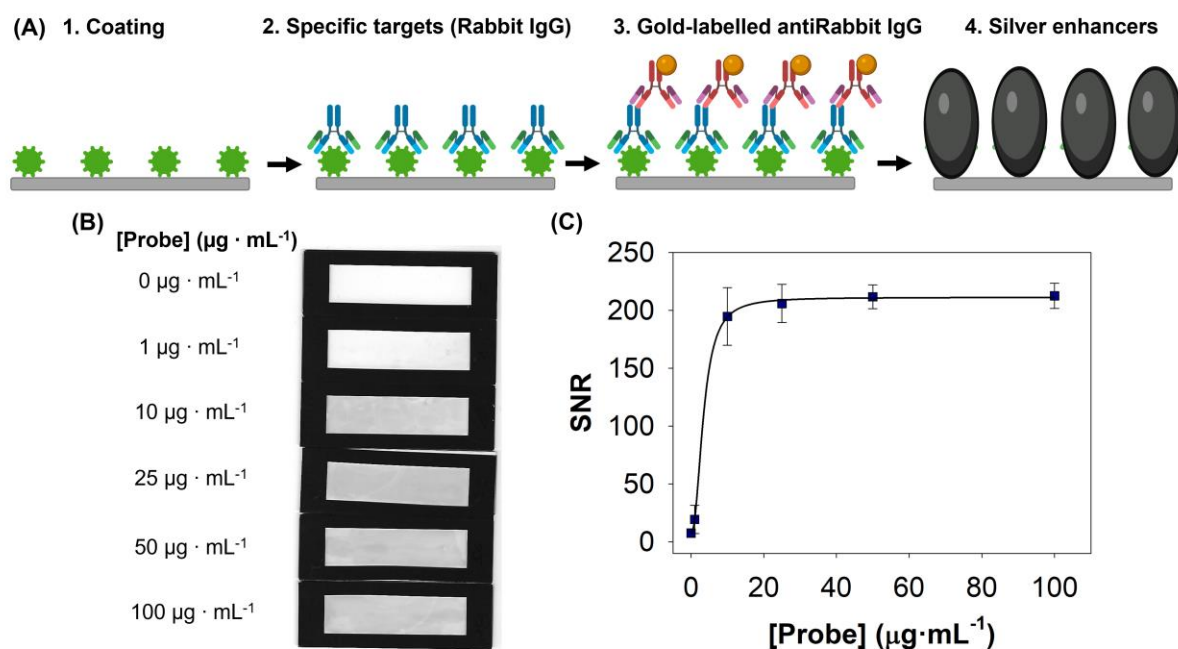 (A) 1. Coating 2. Specific targets (Rabbit IgG) 3. Gold-labelled antiRabbit IgG 4. Silver enhancers
(B)
[Probe] (µg · mL⁻¹)
0 µg · mL⁻¹
1 µg · mL⁻¹
10 µg · mL⁻¹
25 µg · mL⁻¹
50 µg · mL⁻¹
100 µg · mL⁻¹
(C)
250
200
150
100
50
0
SNR
0 20 40 60 80 100
[Probe] (µg·mL⁻¹)